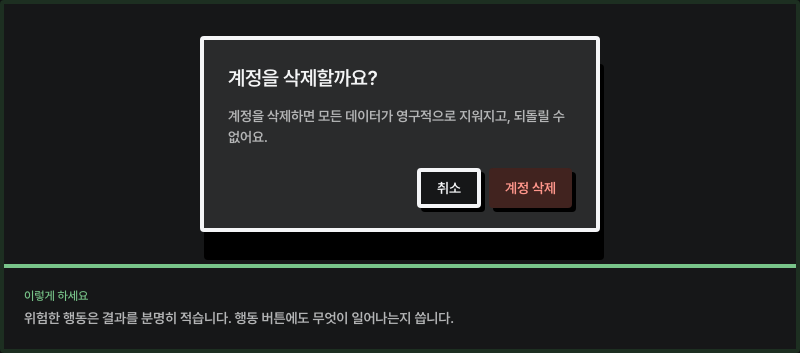 계정을 삭제할까요?
계정을 삭제하면 모든 데이터가 영구적으로 지워지고, 되돌릴 수
없어요.
취소
계정 삭제
이렇게 하세요
위험한 행동은 결과를 분명히 적습니다. 행동 버튼에도 무엇이 일어나는지 씁니다.